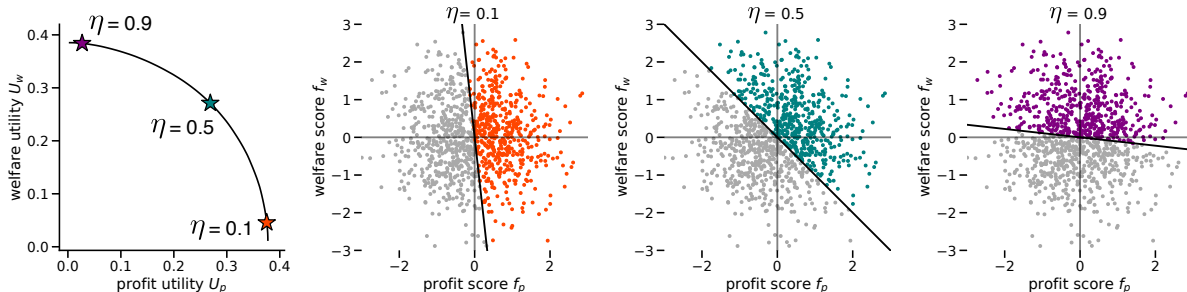 η = 0.9
η = 0.5
η = 0.1
welfare utility U_w
0.4
0.3
0.2
0.1
0.0
0.0 0.1 0.2 0.3 0.4
profit utility U_p
η = 0.1
welfare score f_w
3
2
1
0
−1
−2
−3
−2 0 2
profit score f_p
η = 0.5
welfare score f_w
3
2
1
0
−1
−2
−3
−2 0 2
profit score f_p
η = 0.9
welfare score f_w
3
2
1
0
−1
−2
−3
−2 0 2
profit score f_p